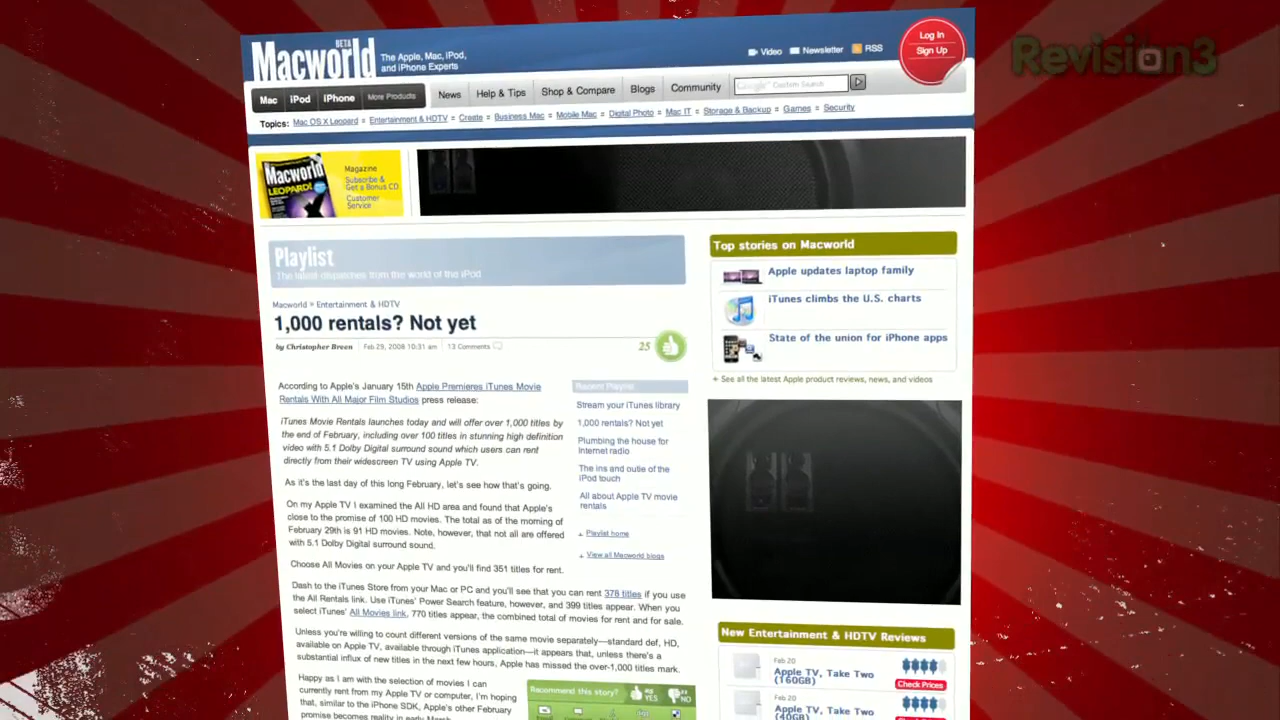 BETA
Macworld
The Apple, Mac, iPod,
and iPhone Experts
Video Newsletter RSS
Log In
Sign Up
Revision3
Mac iPod iPhone More Products News Help & Tips Shop & Compare Blogs Community Google Custom Search
Topics: Mac OS X Leopard Entertainment & HDTV Create Business Mac Mobile Mac Digital Photo Mac IT Storage & Backup Games Security
Macworld
LEOPARD!
Magazine
Subscribe &
Get a Bonus CD
Customer
Service
Playlist
The latest dispatches from the world of the iPod
Macworld » Entertainment & HDTV
1,000 rentals? Not yet
by Christopher Breen Feb 29, 2008 10:31 am 13 Comments
25
According to Apple's January 15th Apple Premieres iTunes Movie
Rentals With All Major Film Studios press release:
iTunes Movie Rentals launches today and will offer over 1,000 titles by
the end of February, including over 100 titles in stunning high definition
video with 5.1 Dolby Digital surround sound which users can rent
directly from their widescreen TV using Apple TV.
As it's the last day of this long February, let's see how that's going.
On my Apple TV I examined the All HD area and found that Apple's
close to the promise of 100 HD movies. The total as of the morning of
February 29th is 91 HD movies. Note, however, that not all are offered
with 5.1 Dolby Digital surround sound.
Choose All Movies on your Apple TV and you'll find 351 titles for rent.
Dash to the iTunes Store from your Mac or PC and you'll see that you can rent 378 titles if you use
the All Rentals link. Use iTunes' Power Search feature, however, and 399 titles appear. When you
select iTunes' All Movies link, 770 titles appear, the combined total of movies for rent and for sale.
Unless you're willing to count different versions of the same movie separately—standard def, HD,
available on Apple TV, available through iTunes application—it appears that, unless there's a
substantial influx of new titles in the next few hours, Apple has missed the over-1,000 titles mark.
Happy as I am with the selection of movies I can
currently rent from my Apple TV or computer, I'm hoping
that, similar to the iPhone SDK, Apple's other February
promise becomes reality in early March.
Recent Playlist
Stream your iTunes library
1,000 rentals? Not yet
Plumbing the house for
Internet radio
The ins and outie of the
iPod touch
All about Apple TV movie
rentals
+ Playlist home
+ View all Macworld blogs
Recommend this story?
YES
NO
Top stories on Macworld
Apple updates laptop family
iTunes climbs the U.S. charts
State of the union for iPhone apps
+ See all the latest Apple product reviews, news, and videos
New Entertainment & HDTV Reviews
Feb 20
Apple TV, Take Two
(160GB)
Check Prices
Feb 20
Apple TV, Take Two
(40GB)